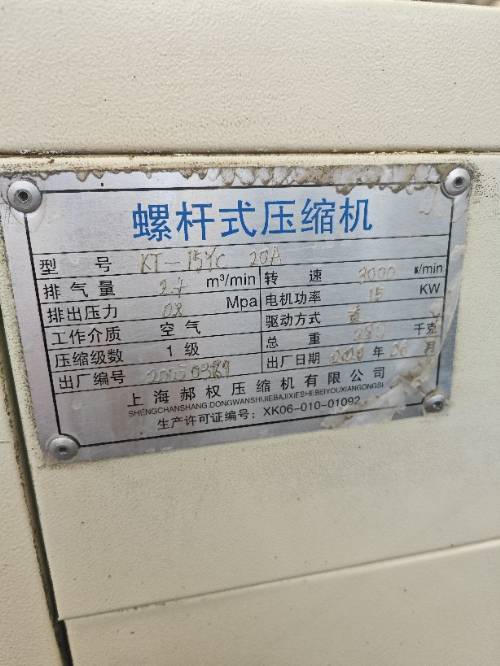 螺杆式压缩机
型 号 KT-15YC 20A
排气量 2.4 m³/min 转 速 3000 r/min
排出压力 0.8 Mpa 电机功率 15 KW
工作介质 空气 驱动方式
压缩级数 1 级 总 重 280 千克
出厂编号 出厂日期 年 06 月
上海郝权压缩机有限公司
SHENGCHANSHANG:DONGWANSHIJIEBAJIXIESHEBEIYOUXIANGONGSI
生产许可证编号: XK06-010-01092